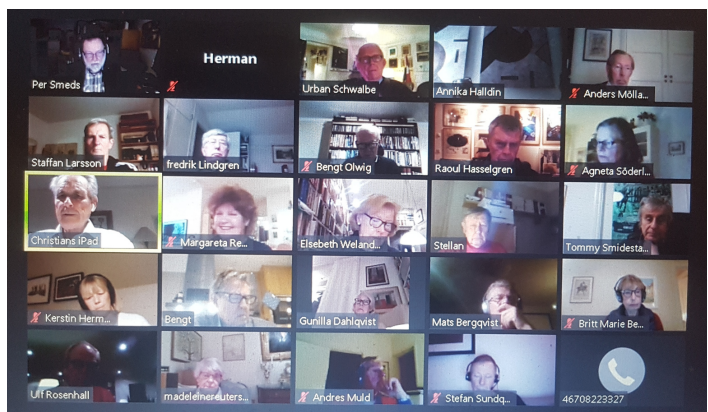 Per Smeds
Herman
Urban Schwalbe
Annika Halldin
Anders Mölla...
Staffan Larsson
fredrik Lindgren
Bengt Olwig
Raoul Hasselgren
Agneta Söderl...
Christians iPad
Margareta Re...
Elsebeth Weland...
Stellan
Tommy Smidesta...
Kerstin Herm...
Bengt
Gunilla Dahlqvist
Mats Bergqvist
Britt Marie Be...
Ulf Rosenhall
madeleinereuters...
Andres Muld
Stefan Sundq...
46708223327